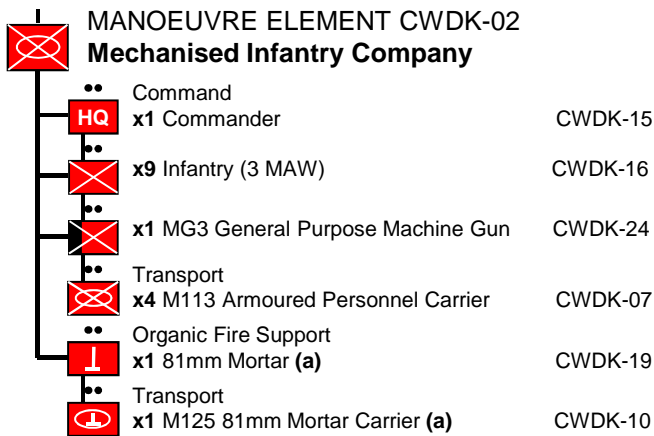 MANOEUVRE ELEMENT CWDK-02
Mechanised Infantry Company
Command
HQ x1 Commander CWDK-15
x9 Infantry (3 MAW) CWDK-16
x1 MG3 General Purpose Machine Gun CWDK-24
Transport
x4 M113 Armoured Personnel Carrier CWDK-07
Organic Fire Support
x1 81mm Mortar (a) CWDK-19
Transport
x1 M125 81mm Mortar Carrier (a) CWDK-10